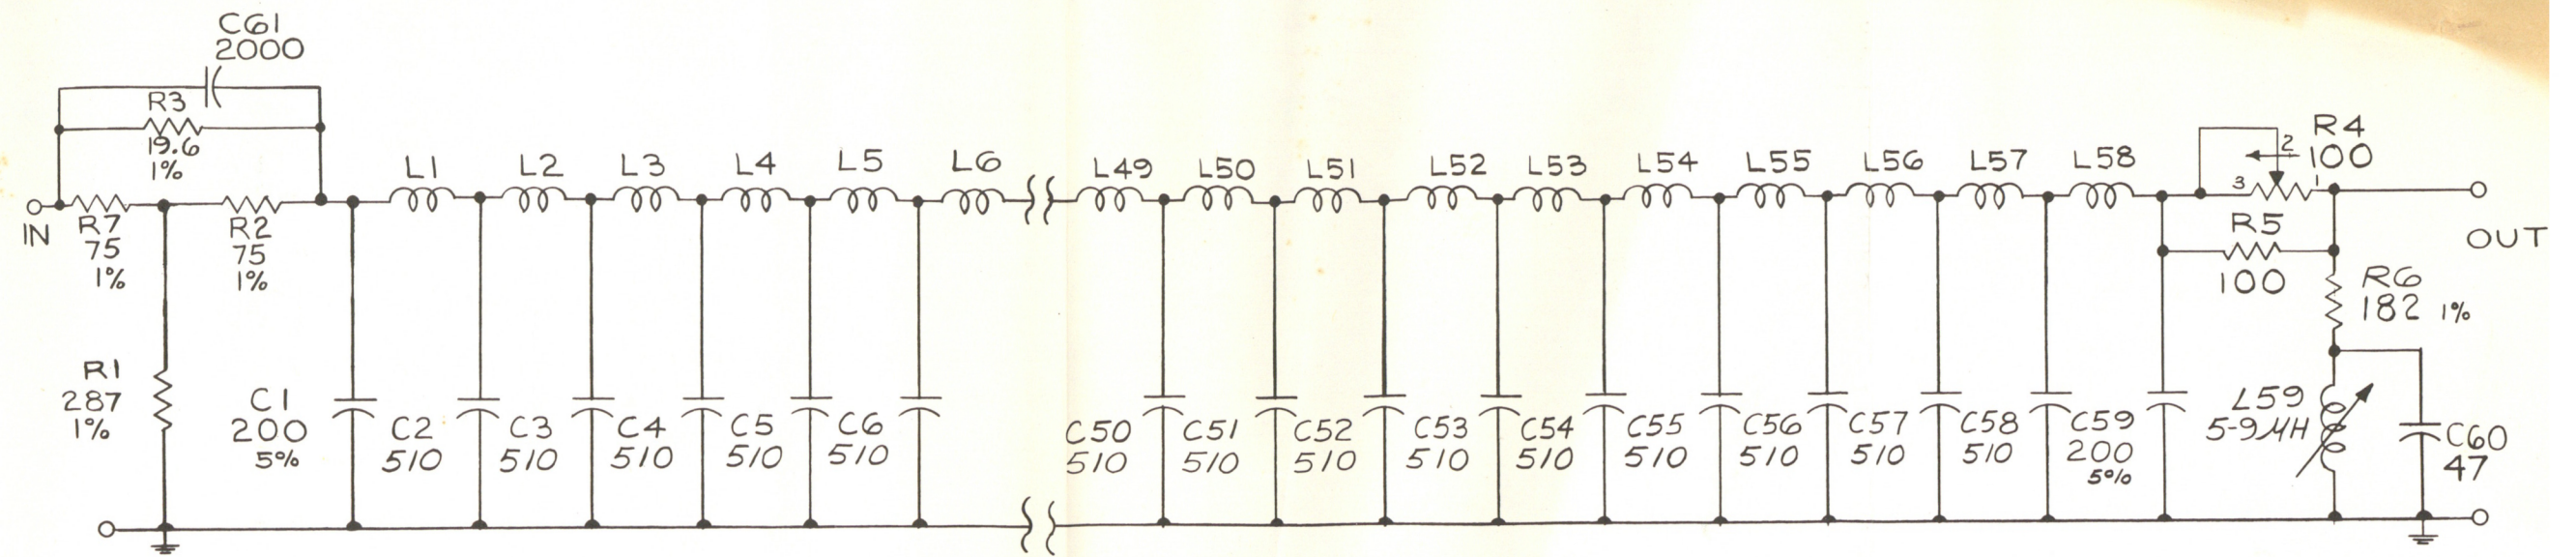 C61
2000
R3
19.6
1%
IN
R7
75
1%
R2
75
1%
R1
287
1%
C1
200
5%
L1
L2
L3
L4
L5
L6
C2
510
C3
510
C4
510
C5
510
C6
510
L49
L50
L51
L52
L53
L54
L55
L56
L57
L58
C50
510
C51
510
C52
510
C53
510
C54
510
C55
510
C56
510
C57
510
C58
510
C59
200
5%
R4
100
2
3
1
R5
100
OUT
R6
182 1%
L59
5-9µH
C60
47